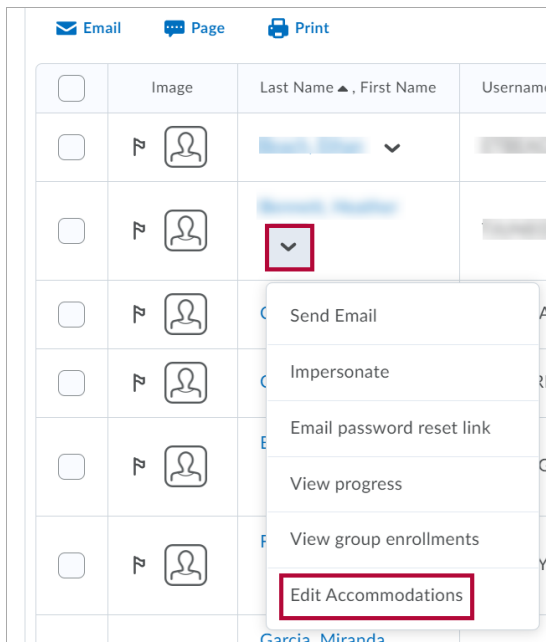 Email Page Print
Image Last Name ▲ , First Name Username
Send Email
Impersonate
Email password reset link
View progress
View group enrollments
Edit Accommodations
Garcia, Miranda